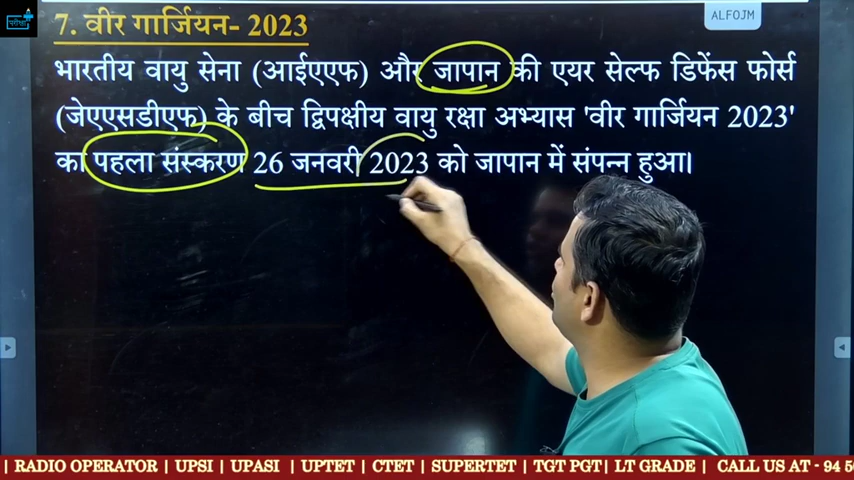 परीक्षा
ALFOJM
7. वीर गार्जियन- 2023
भारतीय वायु सेना (आईएएफ) और जापान की एयर सेल्फ डिफेंस फोर्स
(जेएएसडीएफ) के बीच द्विपक्षीय वायु रक्षा अभ्यास 'वीर गार्जियन 2023'
का पहला संस्करण 26 जनवरी 2023 को जापान में संपन्न हुआ।
| RADIO OPERATOR | UPSI | UPASI | UPTET | CTET | SUPERTET | TGT PGT| LT GRADE | CALL US AT - 94 5